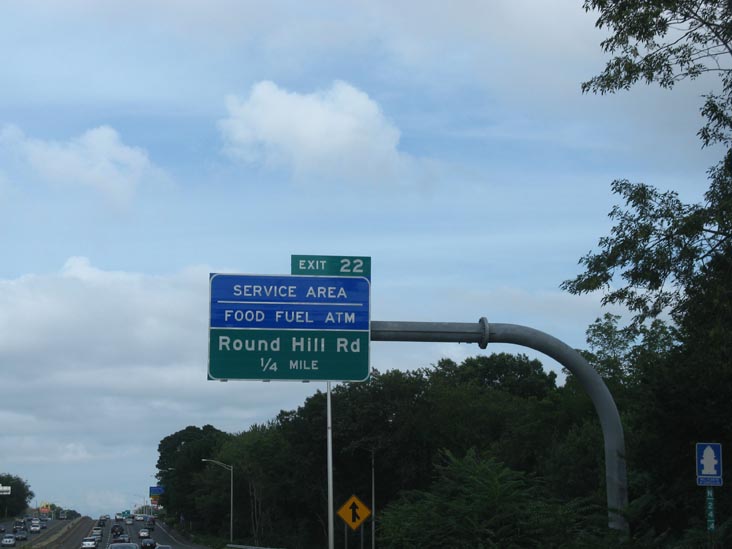 EXIT 22
SERVICE AREA
FOOD FUEL ATM
Round Hill Rd
1/4 MILE